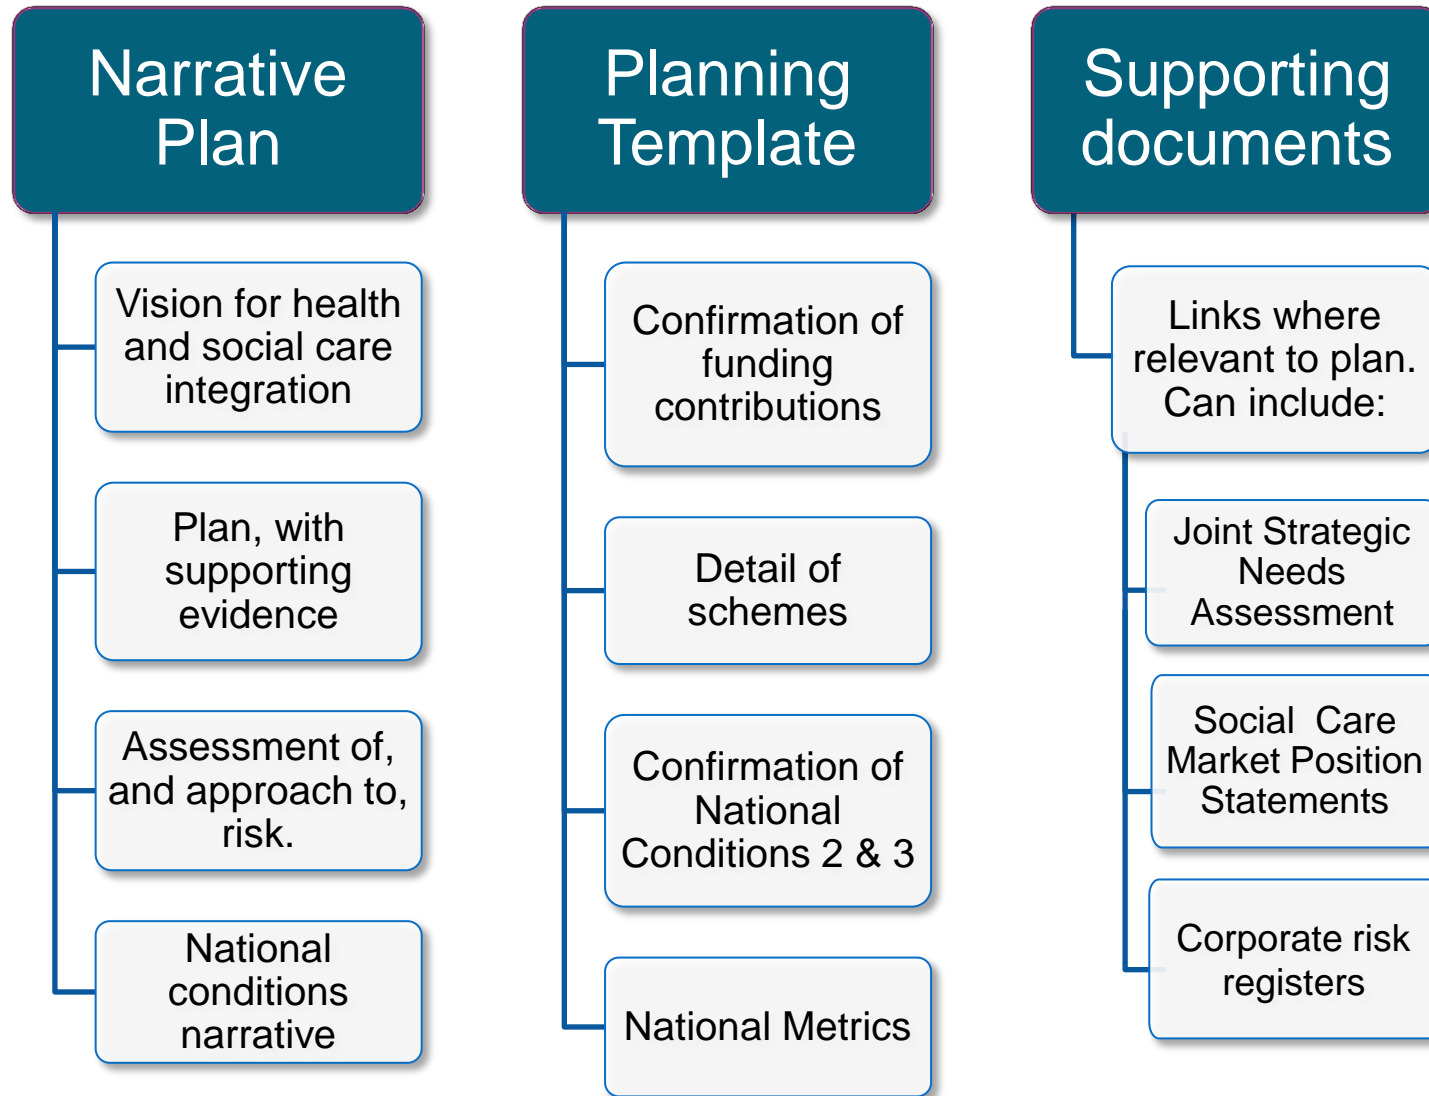 Narrative
Plan
Vision for health
and social care
integration
Plan, with
supporting
evidence
Assessment of,
and approach to,
risk.
National
conditions
narrative
Planning
Template
Confirmation of
funding
contributions
Detail of
schemes
Confirmation of
National
Conditions 2 & 3
National Metrics
Supporting
documents
Links where
relevant to plan.
Can include:
Joint Strategic
Needs
Assessment
Social  Care
Market Position
Statements
Corporate risk
registers